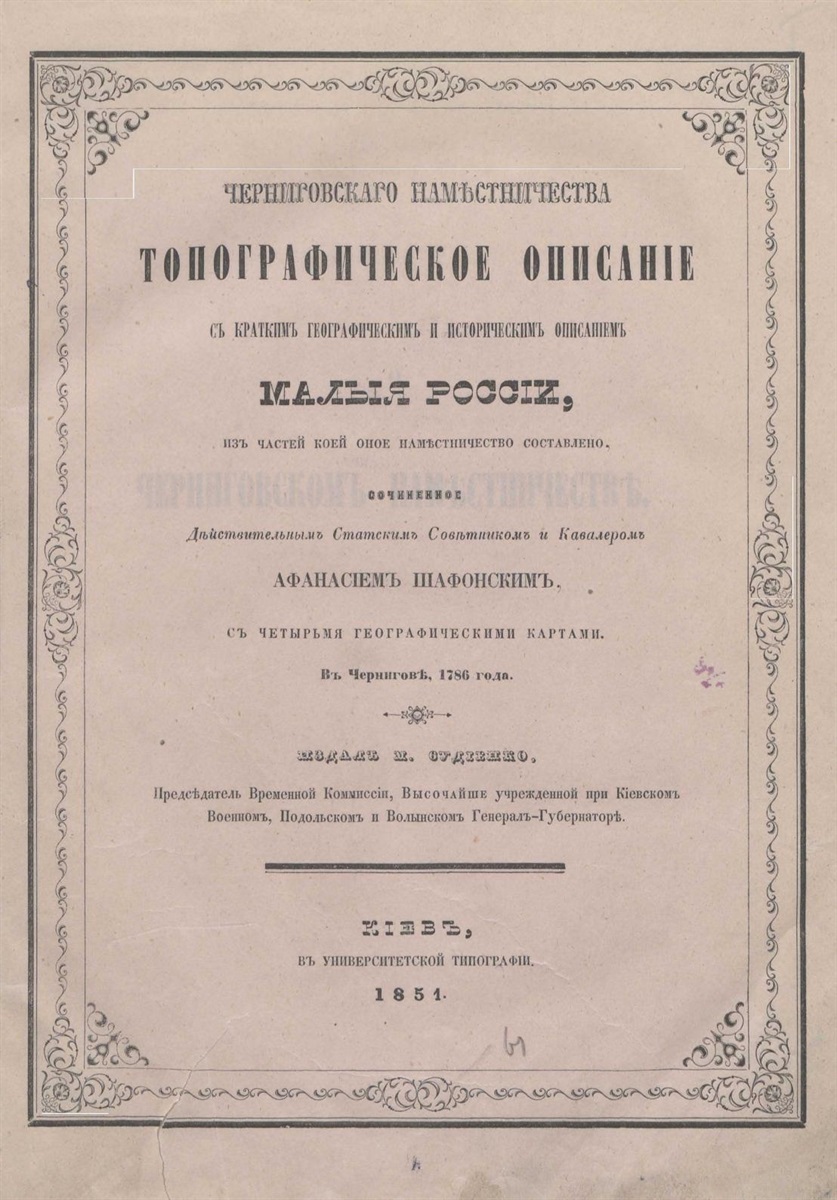 ЧЕРНИГОВСКАГО НАМѢСТНИЧЕСТВА
ТОПОГРАФИЧЕСКОЕ ОПИСАНІЕ
СЪ КРАТКИМЪ ГЕОГРАФИЧЕСКИМЪ И ИСТОРИЧЕСКИМЪ ОПИСАНІЕМЪ
МАЛЫЯ РОССІИ,
ИЗЪ ЧАСТЕЙ КОЕЙ ОНОЕ НАМѢСТНИЧЕСТВО СОСТАВЛЕНО.
СОЧИНЕННОЕ
Дѣйствительнымъ Статскимъ Совѣтникомъ и Кавалеромъ
АФАНАСІЕМЪ ШАФОНСКИМЪ.
СЪ ЧЕТЫРЬМЯ ГЕОГРАФИЧЕСКИМИ КАРТАМИ.
Въ Черниговѣ, 1786 года.
ИЗДАЛЪ М. СУДІЕНКО,
Предсѣдатель Временной Коммиссіи, Высочайше учрежденной при Кіевскомъ
Военномъ, Подольскомъ и Волынскомъ Генералъ-Губернаторѣ.
КІЕВЪ,
ВЪ УНИВЕРСИТЕТСКОЙ ТИПОГРАФІИ.
1851.